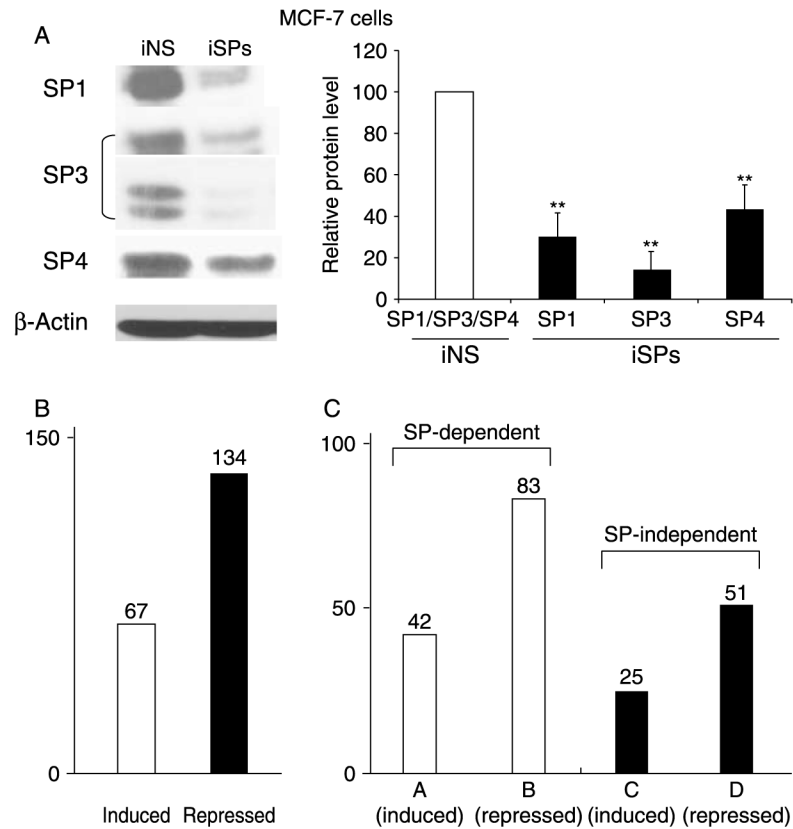 MCF-7 cells
A
iNS iSPs
SP1
SP3
SP4
β-Actin
Relative protein level
120
100
80
60
40
20
0
**
**
**
SP1/SP3/SP4 SP1 SP3 SP4
iNS iSPs
B
150
0
67
134
Induced Repressed
C
100
50
0
SP-dependent
SP-independent
42
83
25
51
A B C D
(induced) (repressed) (induced) (repressed)